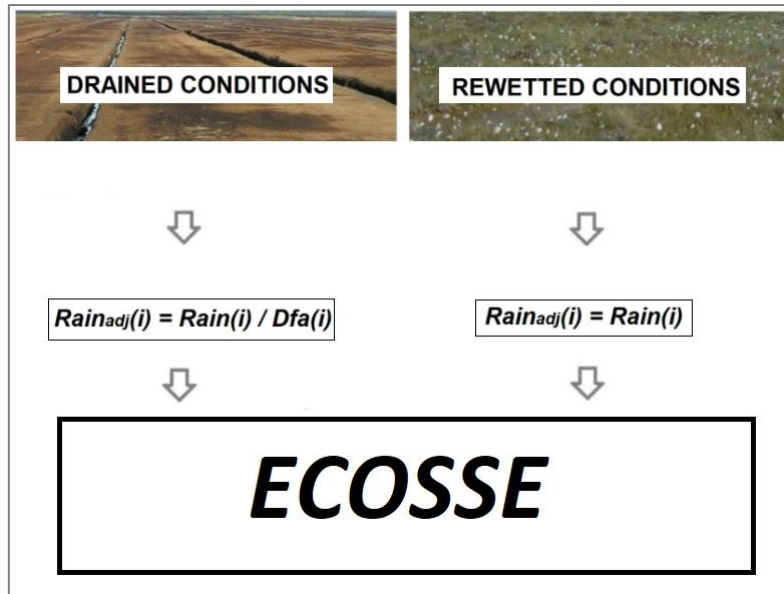 DRAINED CONDITIONS
REWETTED CONDITIONS
Rainadj(i) = Rain(i) / Dfa(i)
Rainadj(i) = Rain(i)
ECOSSE